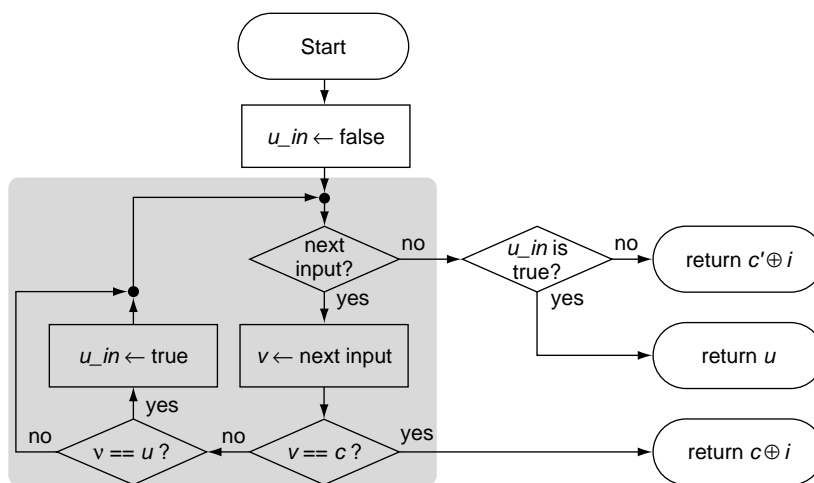 Start
u_in ← false
next
input?
no
u_in is
true?
no
return c' ⊕ i
yes
yes
u_in ← true
v ← next input
return u
yes
no
ν == u ?
no
v == c ?
yes
return c ⊕ i